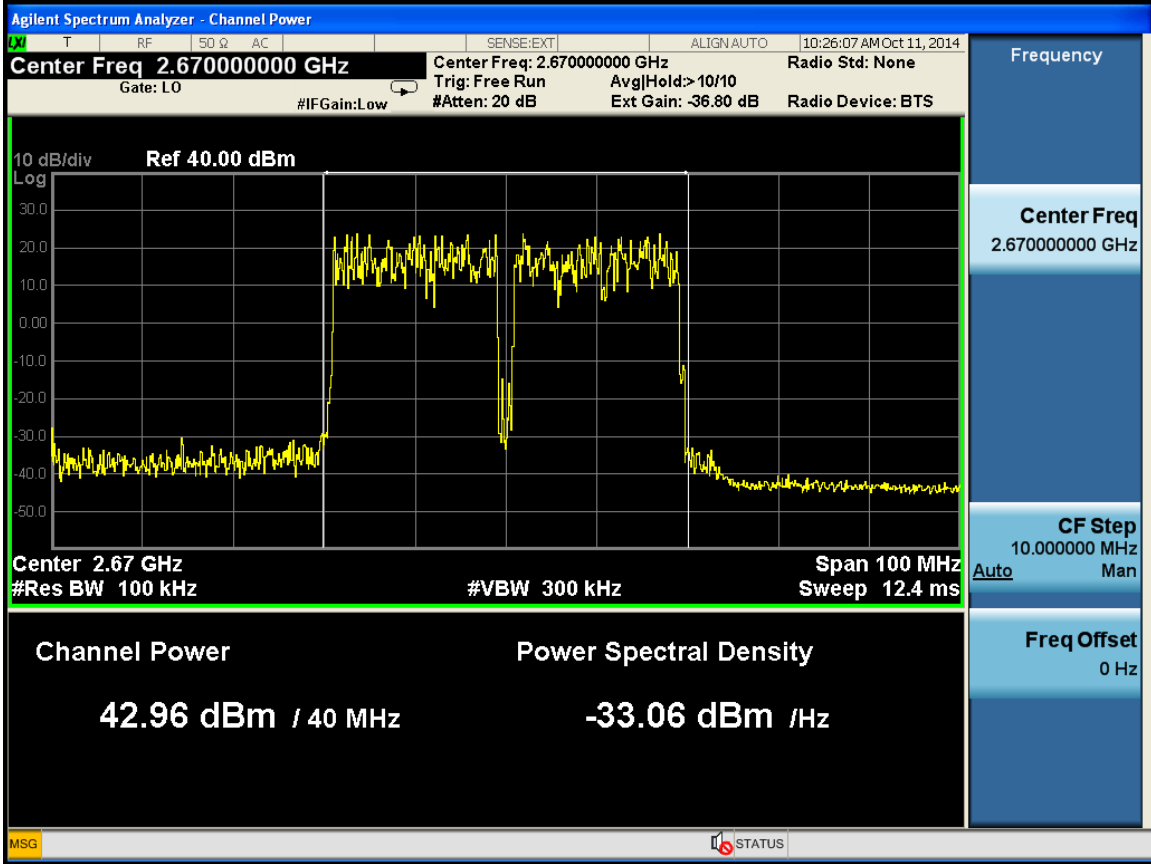 Agilent Spectrum Analyzer - Channel Power
LXI T RF 50 Ω AC SENSE:EXT ALIGN AUTO 10:26:07 AM Oct 11, 2014
Center Freq 2.670000000 GHz
Gate: LO
#IFGain:Low
Center Freq: 2.670000000 GHz Radio Std: None
Trig: Free Run Avg|Hold:>10/10
#Atten: 20 dB Ext Gain: -36.80 dB Radio Device: BTS
10 dB/div Ref 40.00 dBm
Log
30.0
20.0
10.0
0.00
-10.0
-20.0
-30.0
-40.0
-50.0
Center 2.67 GHz Span 100 MHz
#Res BW 100 kHz #VBW 300 kHz Sweep 12.4 ms
Channel Power Power Spectral Density
42.96 dBm / 40 MHz -33.06 dBm /Hz
Frequency
Center Freq
2.670000000 GHz
CF Step
10.000000 MHz
Auto Man
Freq Offset
0 Hz
MSG STATUS